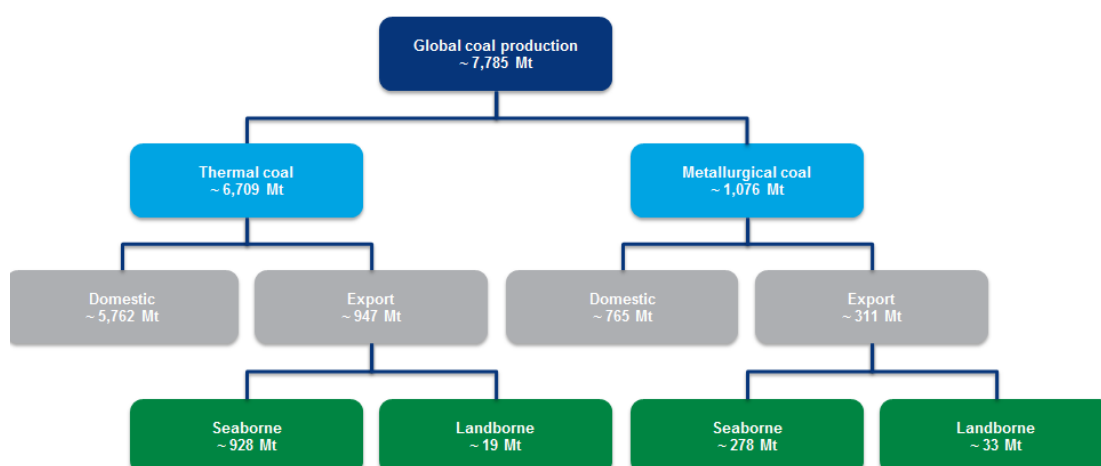 Global coal production
~ 7,785 Mt
Thermal coal
~ 6,709 Mt
Metallurgical coal
~ 1,076 Mt
Domestic
~ 5,762 Mt
Export
~ 947 Mt
Domestic
~ 765 Mt
Export
~ 311 Mt
Seaborne
~ 928 Mt
Landborne
~ 19 Mt
Seaborne
~ 278 Mt
Landborne
~ 33 Mt